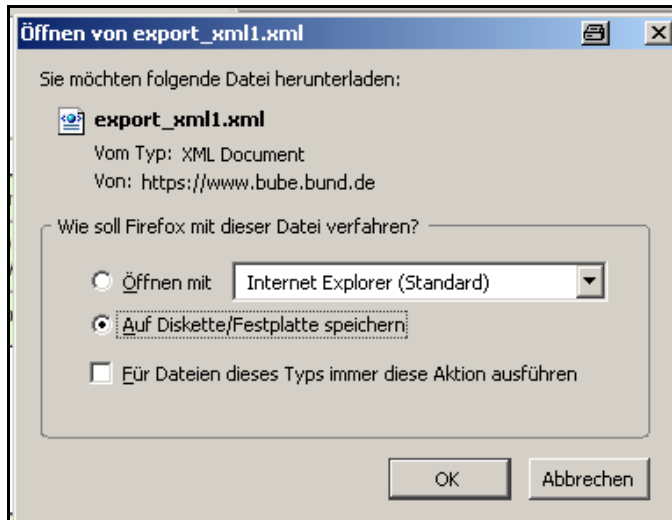 Öffnen von export_xml1.xml
Sie möchten folgende Datei herunterladen:
export_xml1.xml
Vom Typ: XML Document
Von: https://www.bube.bund.de
Wie soll Firefox mit dieser Datei verfahren?
Öffnen mit Internet Explorer (Standard)
Auf Diskette/Festplatte speichern
Für Dateien dieses Typs immer diese Aktion ausführen
OK Abbrechen